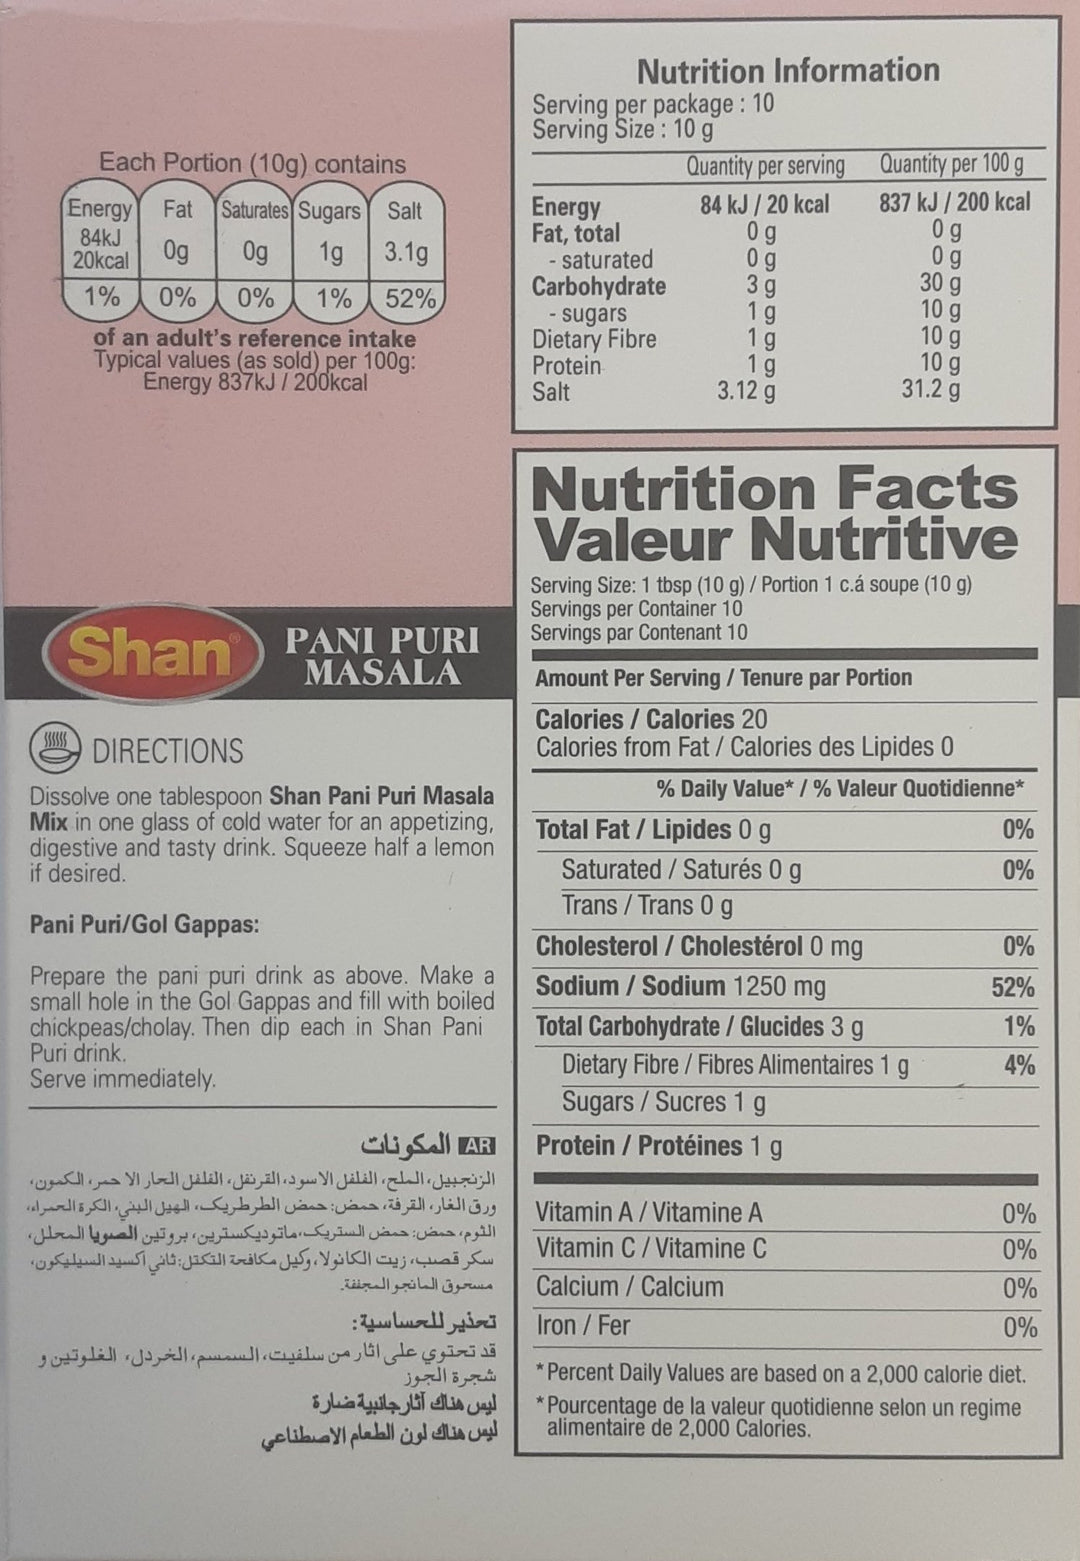 Each Portion (10g) contains
Energy Fat Saturates Sugars Salt
84kJ
20kcal 0g 0g 1g 3.1g
1% 0% 0% 1% 52%
of an adult's reference intake
Typical values (as sold) per 100g:
Energy 837kJ / 200kcal
Nutrition Information
Serving per package : 10
Serving Size : 10 g
Quantity per serving Quantity per 100 g
Energy 84 kJ / 20 kcal 837 kJ / 200 kcal
Fat, total 0 g 0 g
- saturated 0 g 0 g
Carbohydrate 3 g 30 g
- sugars 1 g 10 g
Dietary Fibre 1 g 10 g
Protein 1 g 10 g
Salt 3.12 g 31.2 g
Shan® PANI PURI
MASALA
DIRECTIONS
Dissolve one tablespoon Shan Pani Puri Masala
Mix in one glass of cold water for an appetizing,
digestive and tasty drink. Squeeze half a lemon
if desired.
Pani Puri/Gol Gappas:
Prepare the pani puri drink as above. Make a
small hole in the Gol Gappas and fill with boiled
chickpeas/cholay. Then dip each in Shan Pani
Puri drink.
Serve immediately.
AR المكونات
الزنجبيل، الملح، الفلفل الاسود، القرنفل، الفلفل الحار الا حمر، الكمون،
ورق الغار، القرفة، حمض: حمض الطرطريك، الهيل البني، الكرة الحمراء،
الثوم، حمض: حمض الستريك، ماتوديكسترين، بروتين الصويا المحلل،
سكر قصب، زيت الكانولا، وكيل مكافحة التكتل: ثاني أكسيد السيليكون،
مسحوق المانجو المجففة.
تحذير للحساسية:
قد تحتوي على اثار من سلفيت، السمسم، الخردل، الغلوتين و
شجرة الجوز
ليس هناك آثار جانبية ضارة
ليس هناك لون الطعام الاصطناعي
Nutrition Facts
Valeur Nutritive
Serving Size: 1 tbsp (10 g) / Portion 1 c.á soupe (10 g)
Servings per Container 10
Servings par Contenant 10
Amount Per Serving / Tenure par Portion
Calories / Calories 20
Calories from Fat / Calories des Lipides 0
% Daily Value* / % Valeur Quotidienne*
Total Fat / Lipides 0 g 0%
Saturated / Saturés 0 g 0%
Trans / Trans 0 g
Cholesterol / Cholestérol 0 mg 0%
Sodium / Sodium 1250 mg 52%
Total Carbohydrate / Glucides 3 g 1%
Dietary Fibre / Fibres Alimentaires 1 g 4%
Sugars / Sucres 1 g
Protein / Protéines 1 g
Vitamin A / Vitamine A 0%
Vitamin C / Vitamine C 0%
Calcium / Calcium 0%
Iron / Fer 0%
* Percent Daily Values are based on a 2,000 calorie diet.
* Pourcentage de la valeur quotidienne selon un regime
alimentaire de 2,000 Calories.